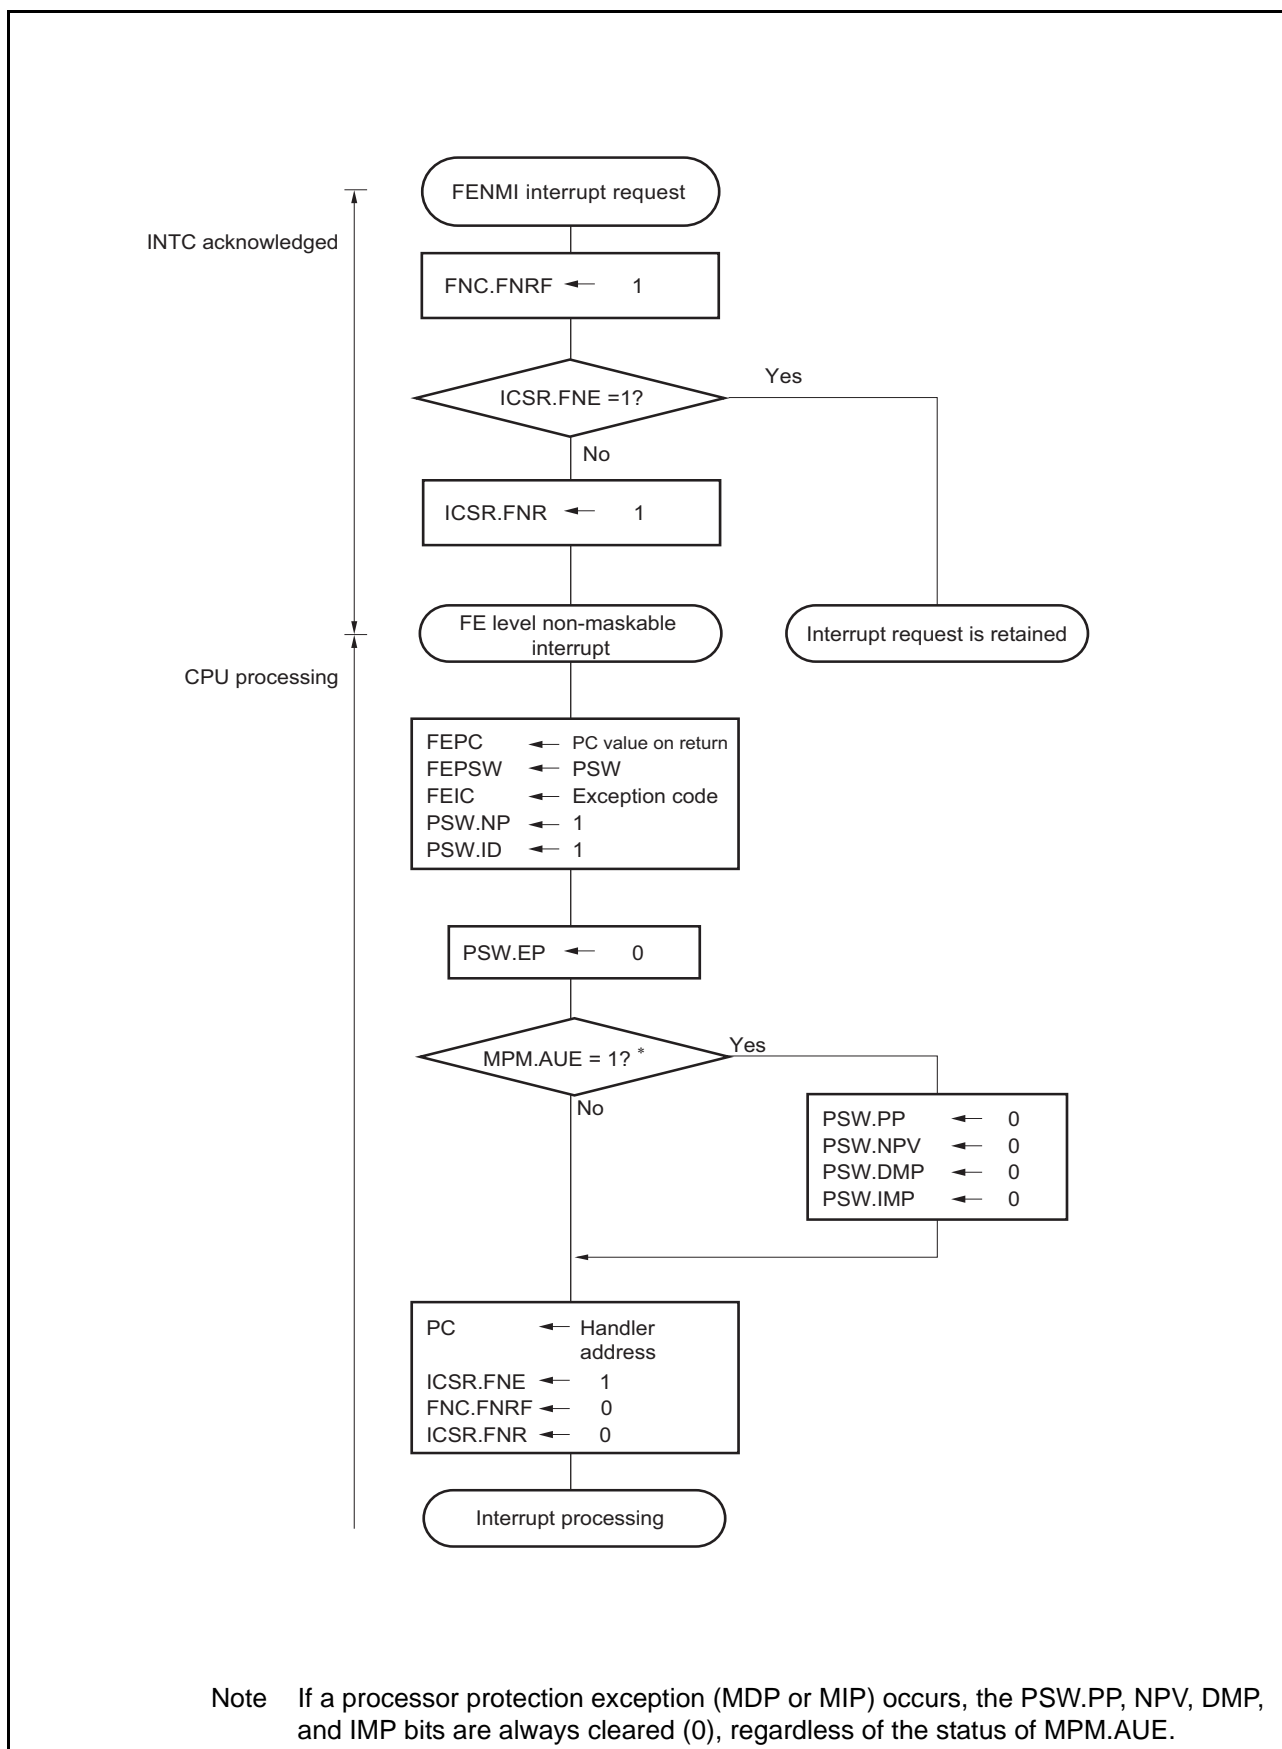 FENMI interrupt request
INTC acknowledged
FNC.FNRF ← 1
Yes
ICSR.FNE =1?
No
ICSR.FNR ← 1
FE level non-maskable
interrupt
Interrupt request is retained
CPU processing
FEPC ← PC value on return
FEPSW ← PSW
FEIC ← Exception code
PSW.NP ← 1
PSW.ID ← 1
PSW.EP ← 0
MPM.AUE = 1? *
Yes
No
PSW.PP ← 0
PSW.NPV ← 0
PSW.DMP ← 0
PSW.IMP ← 0
PC ← Handler
address
ICSR.FNE ← 1
FNC.FNRF ← 0
ICSR.FNR ← 0
Interrupt processing
Note If a processor protection exception (MDP or MIP) occurs, the PSW.PP, NPV, DMP,
and IMP bits are always cleared (0), regardless of the status of MPM.AUE.